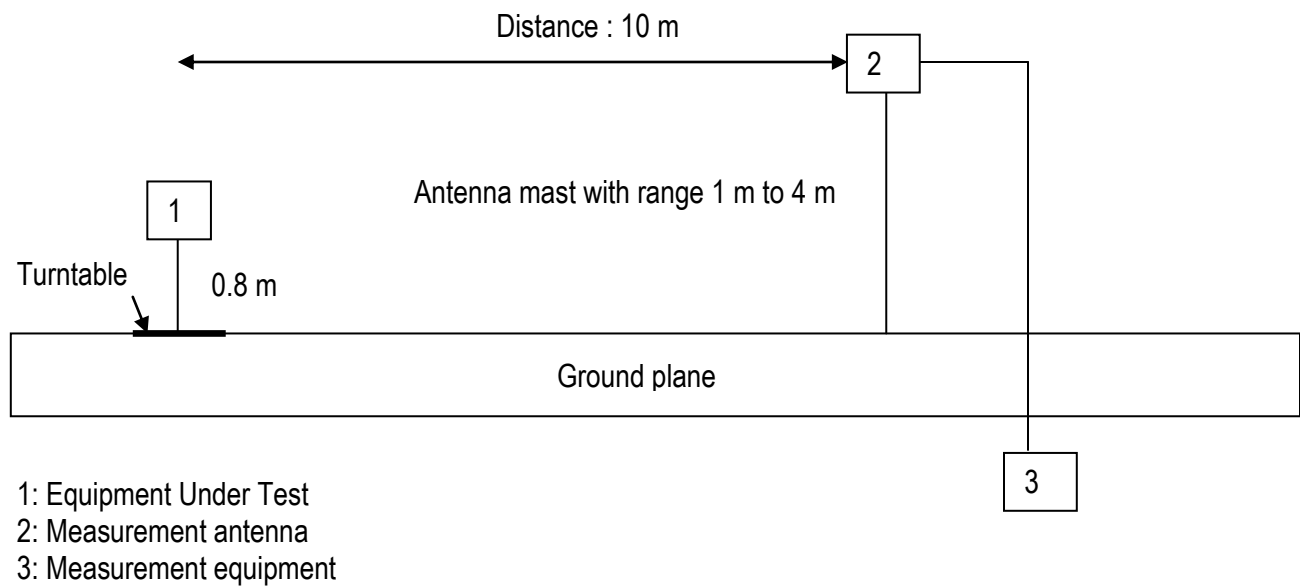 Distance : 10 m
2
Antenna mast with range 1 m to 4 m
1
Turntable
0.8 m
Ground plane
3
1: Equipment Under Test
2: Measurement antenna
3: Measurement equipment